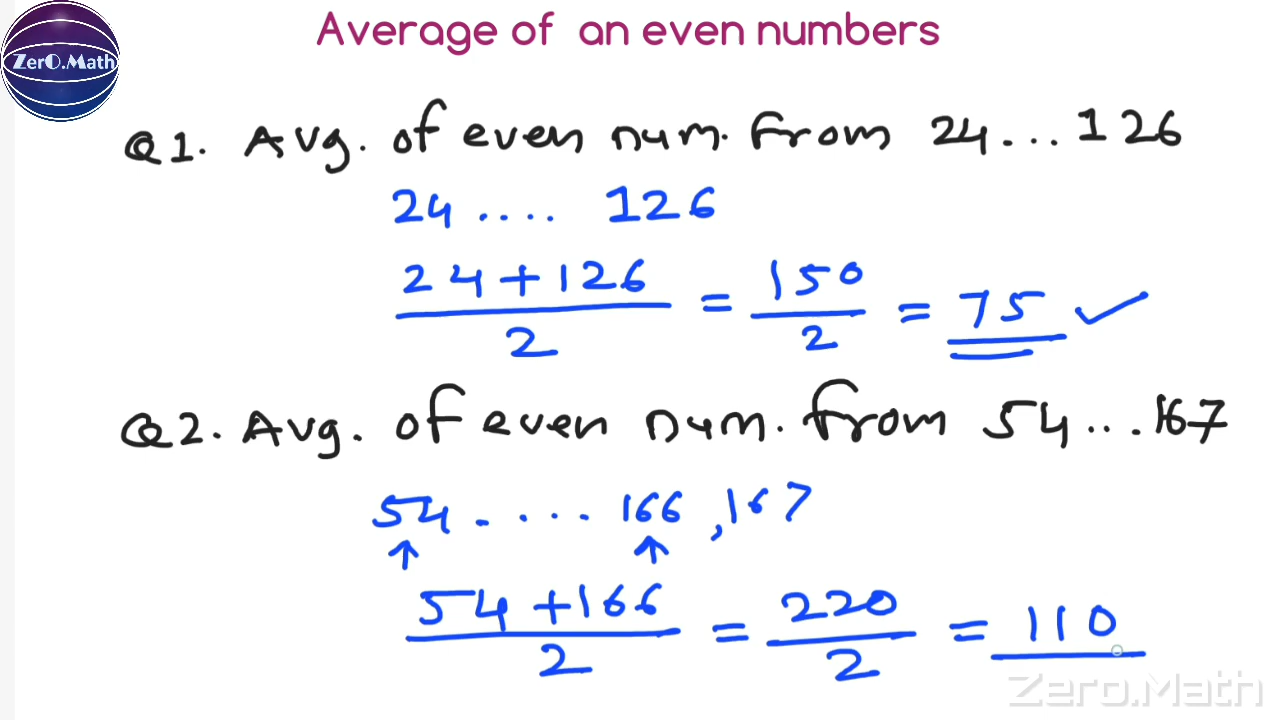 Average of an even numbers
ZerO.Math
Q1. Avg. of even num. From 24...126
24 .... 126
24+126/2 = 150/2 = 75 ✓
Q2. Avg. of even num. from 54...167
54. .... 166, 167
↑ ↑
54+166/2 = 220/2 = 110
Zero.Math